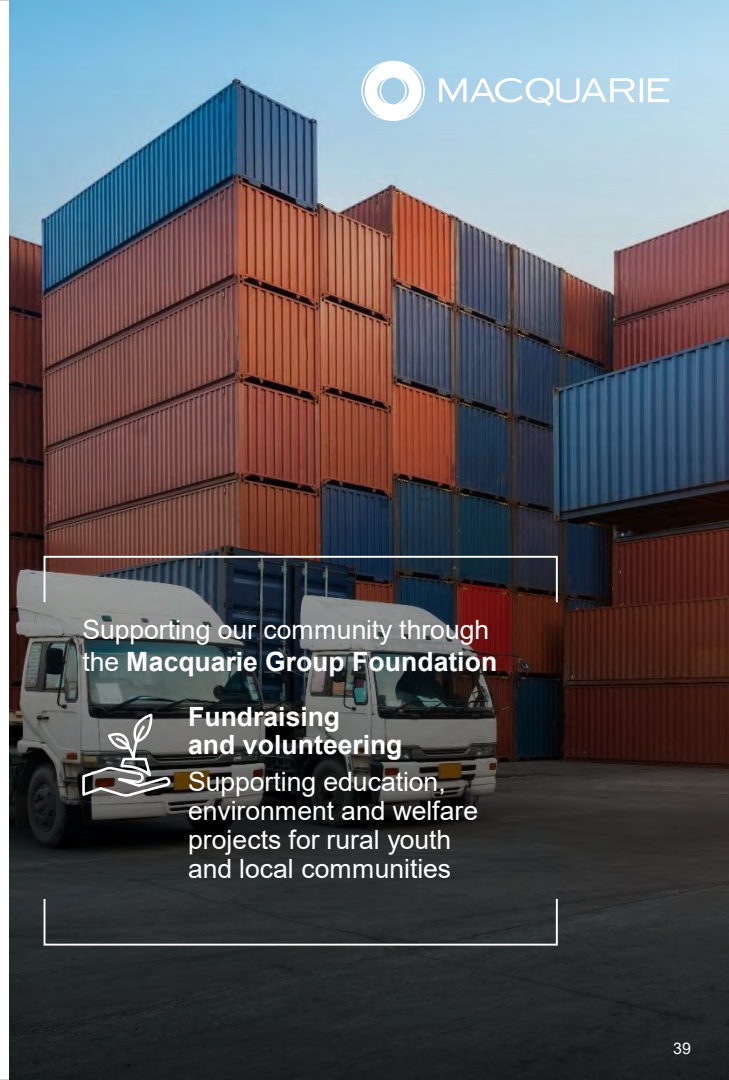 MACQUARIE
Supporting our community through
the Macquarie Group Foundation
Fundraising
and volunteering
Supporting education,
environment and welfare
projects for rural youth
and local communities
39